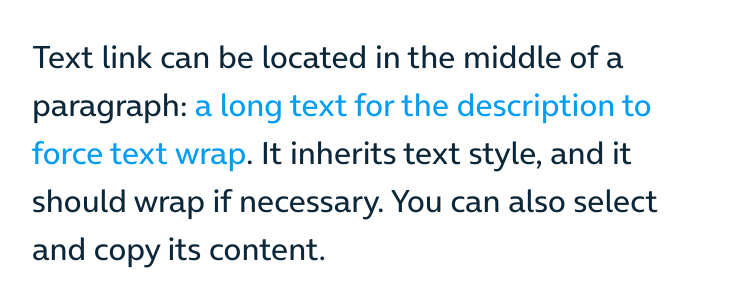 Text link can be located in the middle of a
paragraph: a long text for the description to
force text wrap. It inherits text style, and it
should wrap if necessary. You can also select
and copy its content.